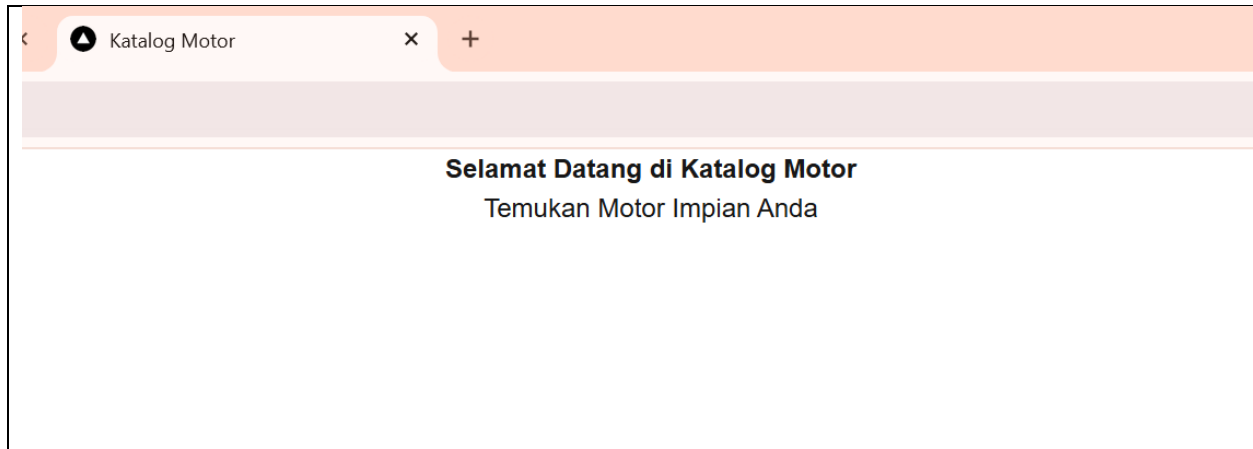 Katalog Motor
Selamat Datang di Katalog Motor
Temukan Motor Impian Anda